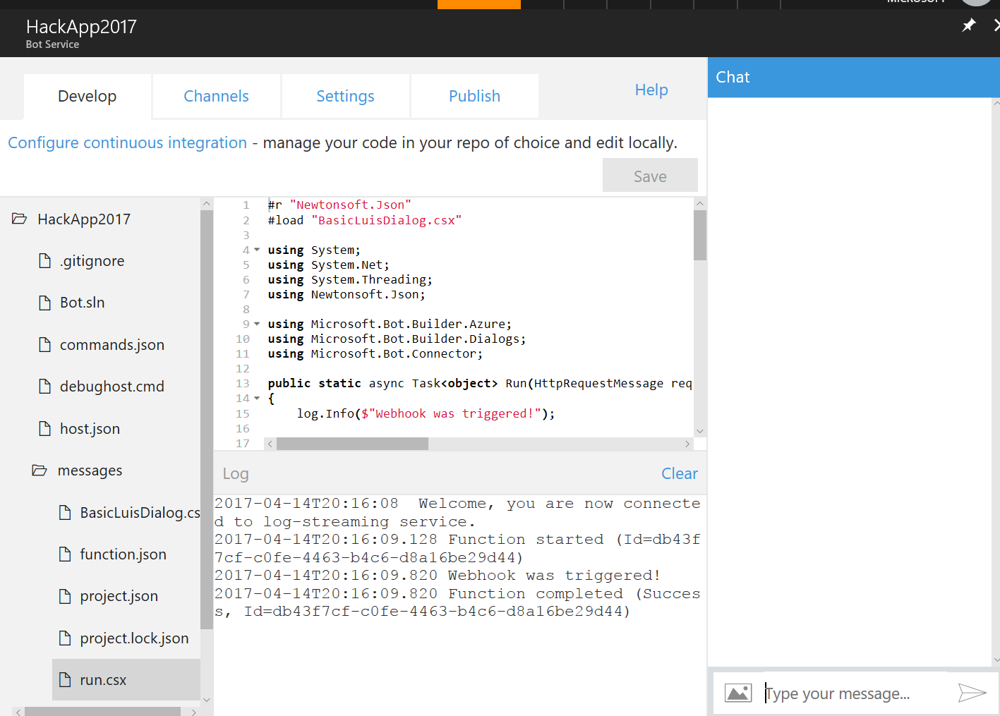 MICROSOFT
HackApp2017
Bot Service
Develop
Channels
Settings
Publish
Help
Chat
Configure continuous integration - manage your code in your repo of choice and edit locally.
Save
HackApp2017
.gitignore
Bot.sln
commands.json
debughost.cmd
host.json
messages
BasicLuisDialog.cs
function.json
project.json
project.lock.json
run.csx
1 #r "Newtonsoft.Json"
2 #load "BasicLuisDialog.csx"
3
4 using System;
5 using System.Net;
6 using System.Threading;
7 using Newtonsoft.Json;
8
9 using Microsoft.Bot.Builder.Azure;
10 using Microsoft.Bot.Builder.Dialogs;
11 using Microsoft.Bot.Connector;
12
13 public static async Task<object> Run(HttpRequestMessage req
14 {
15 log.Info($"Webhook was triggered!");
16
17
Log
Clear
2017-04-14T20:16:08  Welcome, you are now connecte
d to log-streaming service.
2017-04-14T20:16:09.128 Function started (Id=db43f
7cf-c0fe-4463-b4c6-d8a16be29d44)
2017-04-14T20:16:09.820 Webhook was triggered!
2017-04-14T20:16:09.820 Function completed (Succes
s, Id=db43f7cf-c0fe-4463-b4c6-d8a16be29d44)
Type your message...